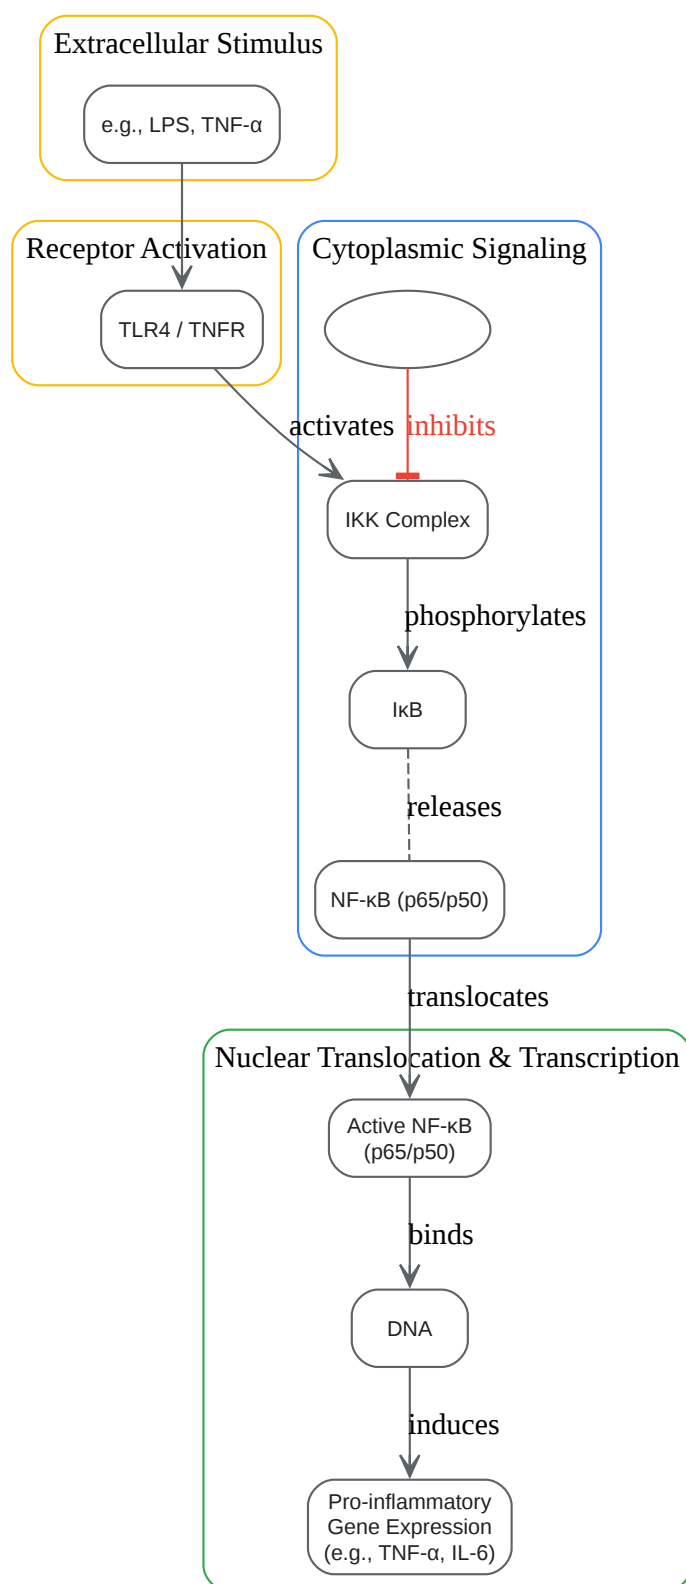 Extracellular Stimulus
e.g., LPS, TNF-α
Receptor Activation
Cytoplasmic Signaling
TLR4 / TNFR
activates
inhibits
IKK Complex
phosphorylates
IκB
releases
NF-κB (p65/p50)
translocates
Nuclear Translocation & Transcription
Active NF-κB
(p65/p50)
binds
DNA
induces
Pro-inflammatory
Gene Expression
(e.g., TNF-α, IL-6)